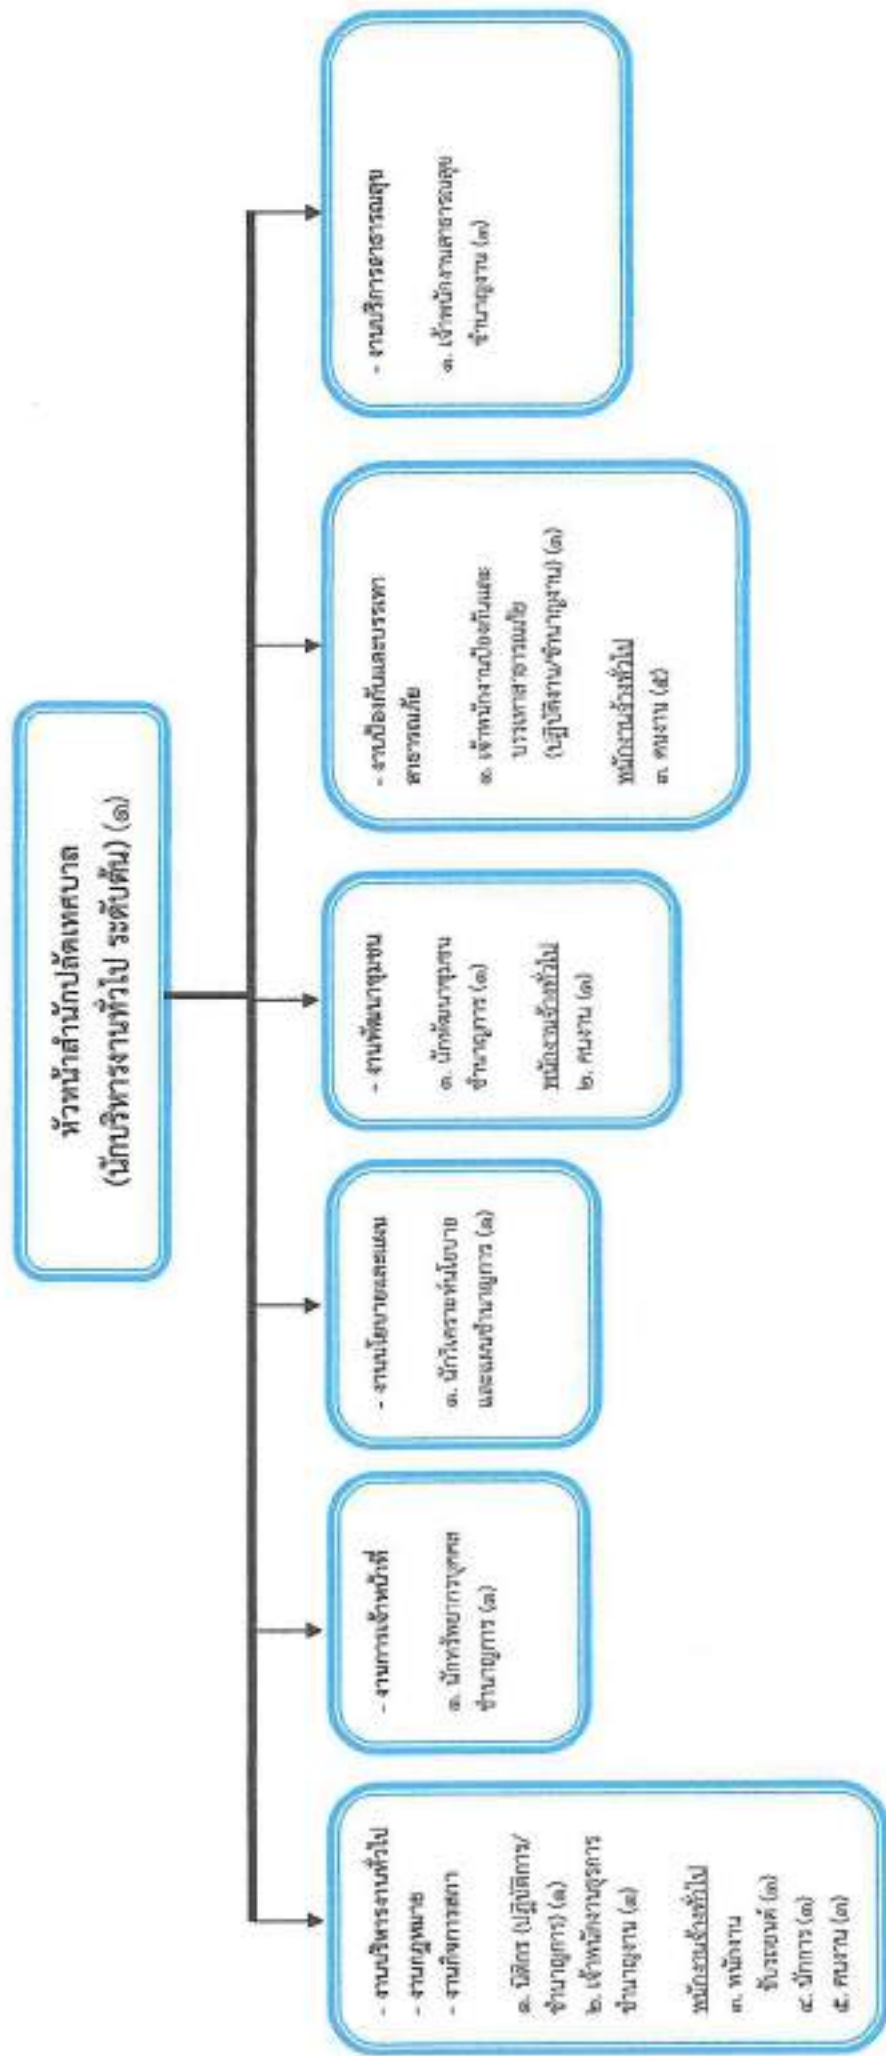 หัวหน้าสำนักปลัดเทศบาล
(นักบริหารงานทั่วไป ระดับต้น) (๑)
- งานบริหารงานทั่วไป
- งานกฎหมาย
- งานกิจการสภา
๑. นิติกร (ปฏิบัติการ/
ชำนาญการ) (๑)
๒. เจ้าพนักงานธุรการ
ชำนาญงาน (๑)
พนักงานจ้างทั่วไป
๓. พนักงาน
ขับรถยนต์ (๑)
๔. นักการ (๑)
๕. คนงาน (๓)
- งานการเจ้าหน้าที่
๑. นักทรัพยากรบุคคล
ชำนาญการ (๑)
- งานนโยบายและแผน
๑. นักวิเคราะห์นโยบาย
และแผนชำนาญการ (๑)
- งานพัฒนาชุมชน
๑. นักพัฒนาชุมชน
ชำนาญการ (๑)
พนักงานจ้างทั่วไป
๒. คนงาน (๑)
- งานป้องกันและบรรเทา
สาธารณภัย
๑. เจ้าพนักงานป้องกันและ
บรรเทาสาธารณภัย
(ปฏิบัติงาน/ชำนาญงาน) (๑)
พนักงานจ้างทั่วไป
๓. คนงาน (๕)
- งานบริการสาธารณสุข
๑. เจ้าพนักงานสาธารณสุข
ชำนาญงาน (๑)